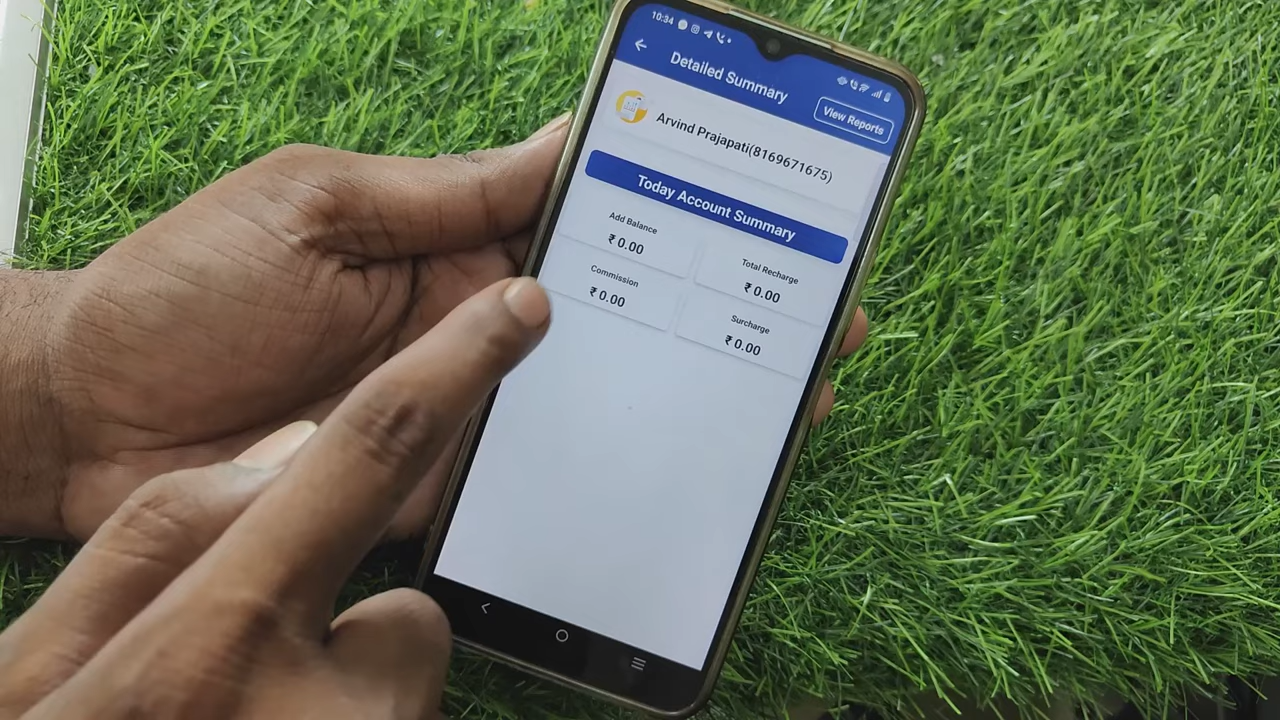 10:34
Detailed Summary
View Reports
Arvind Prajapati(8169671675)
Today Account Summary
Add Balance
₹ 0.00
Total Recharge
₹ 0.00
Commission
₹ 0.00
Surcharge
₹ 0.00